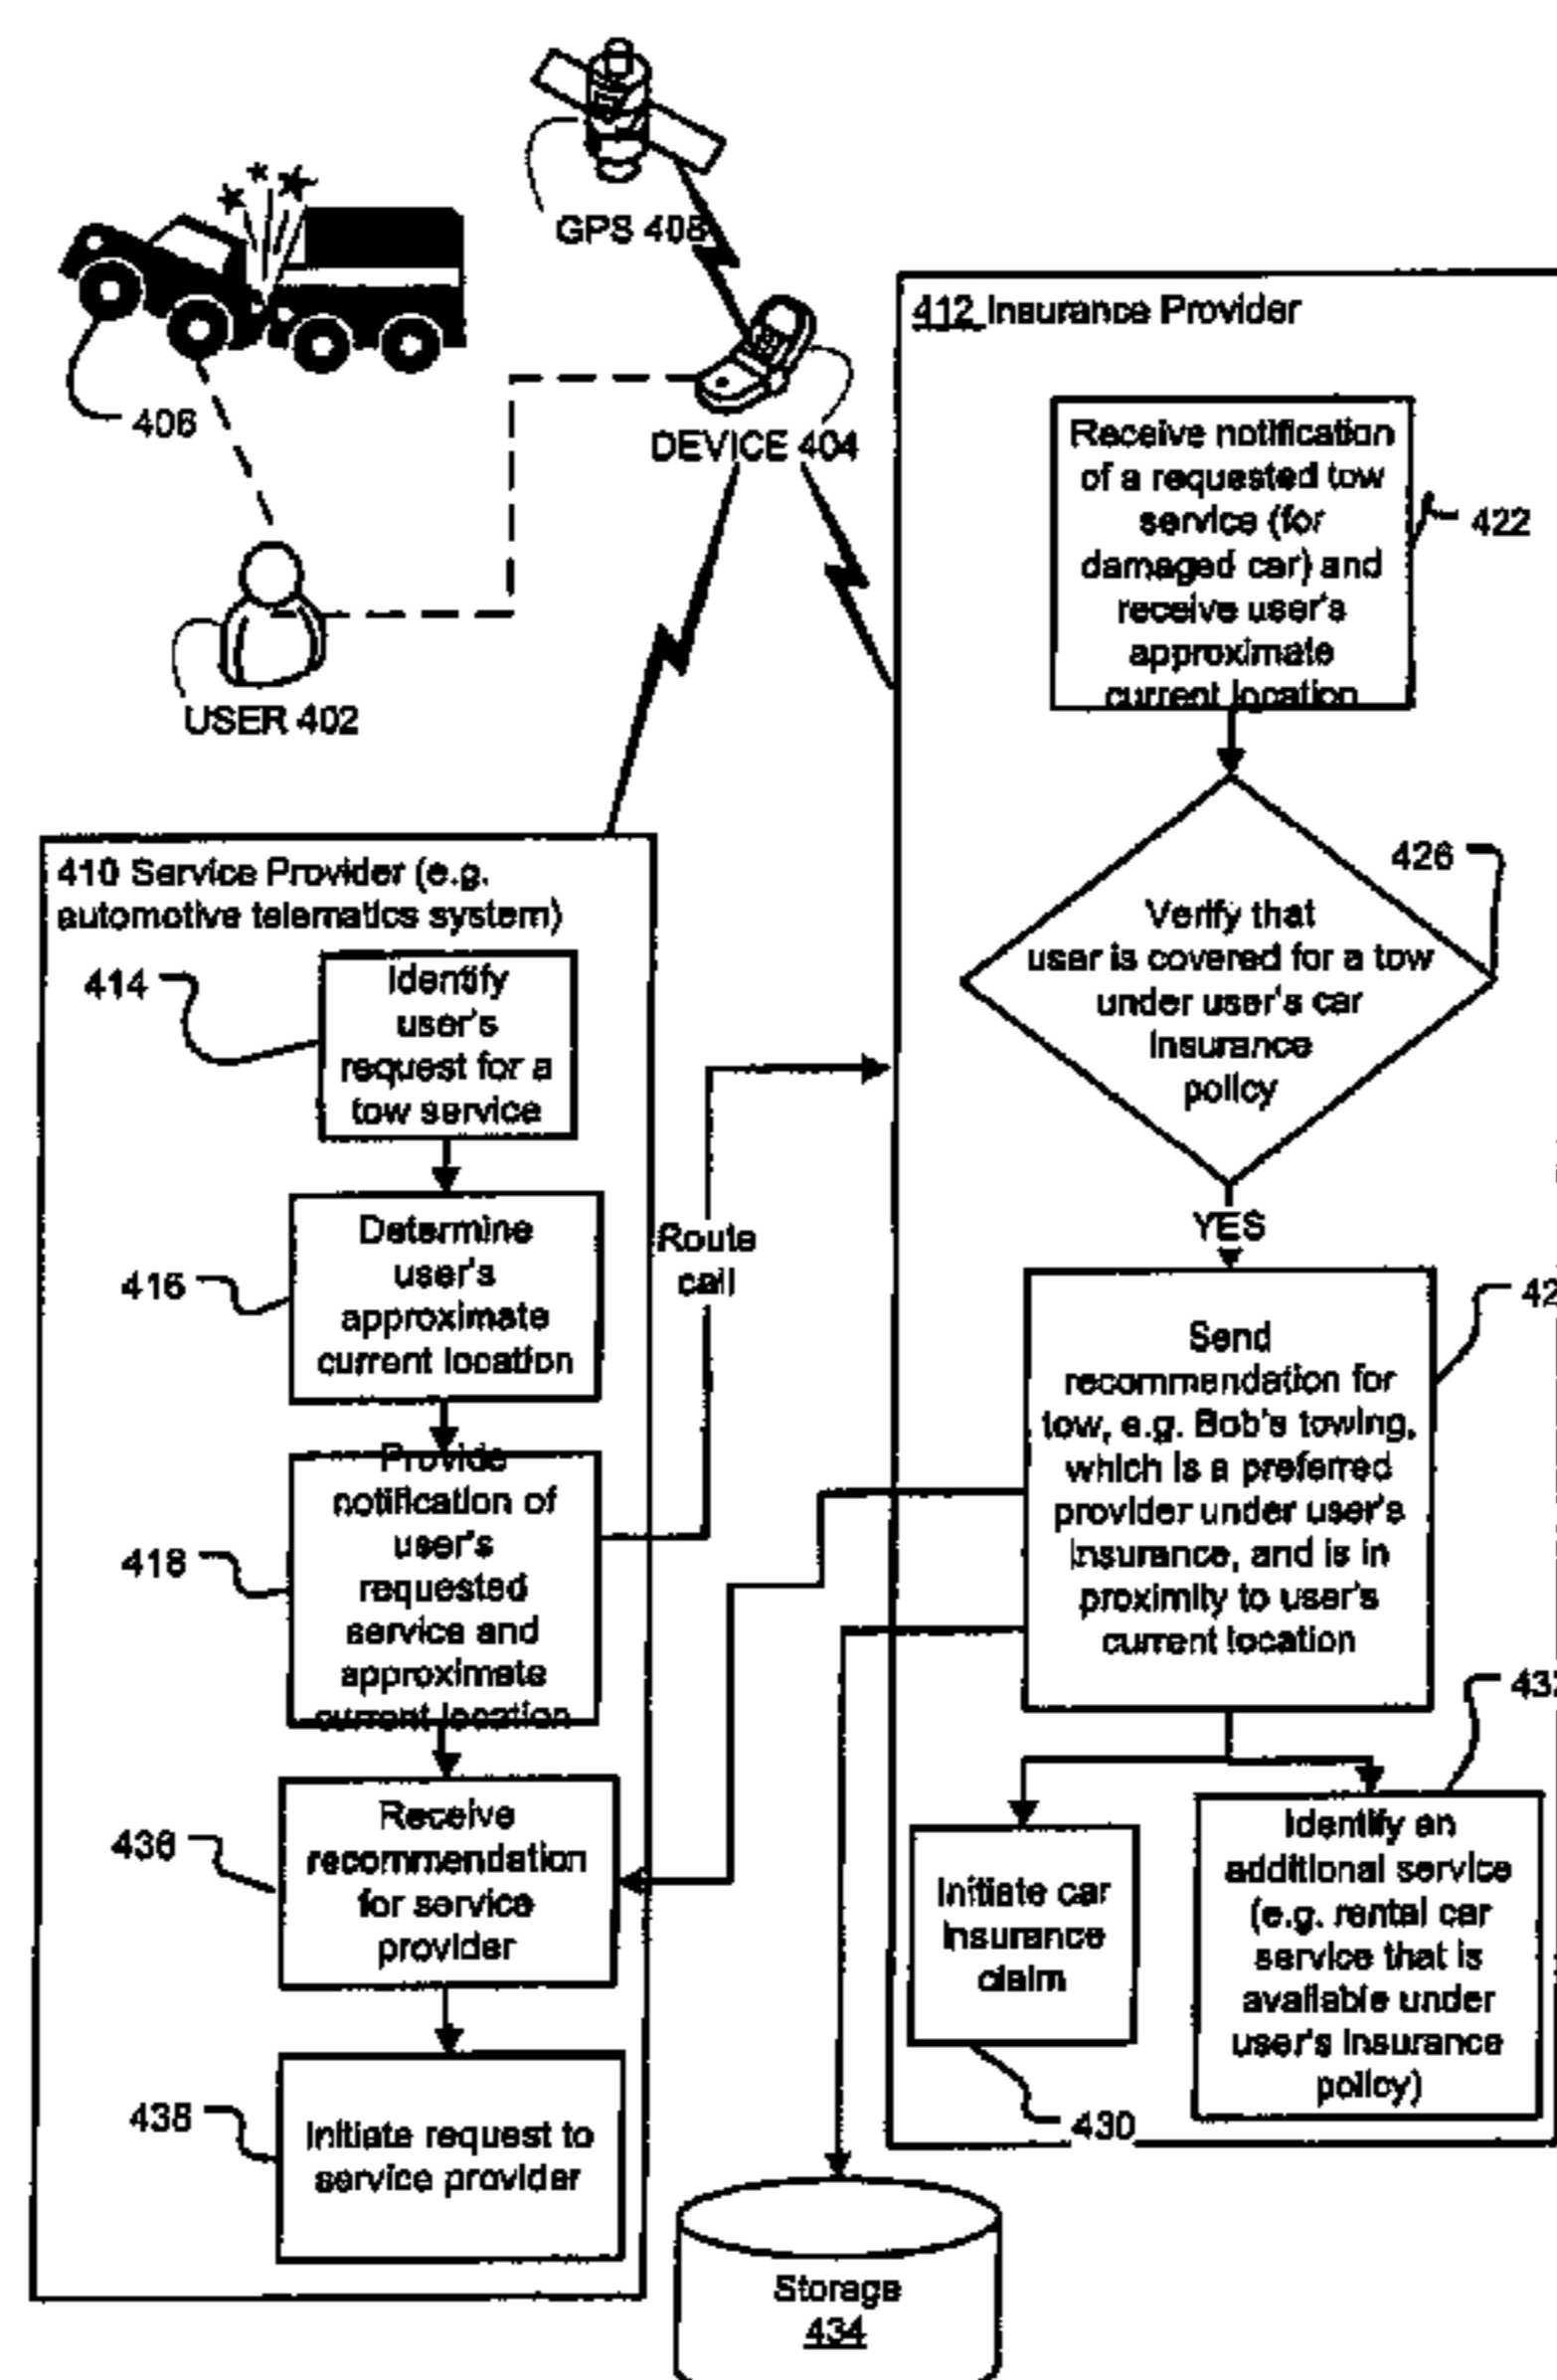 GPS 408
406
DEVICE 404
USER 402
410 Service Provider (e.g.
automotive telematics system)
414
Identify
user's
request for a
tow service
416
Determine
user's
approximate
current location
418
Provide
notification of
user's
requested
service and
approximate
current location
Route
call
436
Receive
recommendation
for service
provider
438
Initiate request to
service provider
412 Insurance Provider
Receive notification
of a requested tow
service (for
damaged car) and
receive user's
approximate
current location
422
426
Verify that
user is covered for a tow
under user's car
insurance
policy
YES
Send
recommendation for
tow, e.g. Bob's towing,
which is a preferred
provider under user's
insurance, and is in
proximity to user's
current location
Initiate car
insurance
claim
430
Identify an
additional service
(e.g. rental car
service that is
available under
user's insurance
policy)
Storage
434